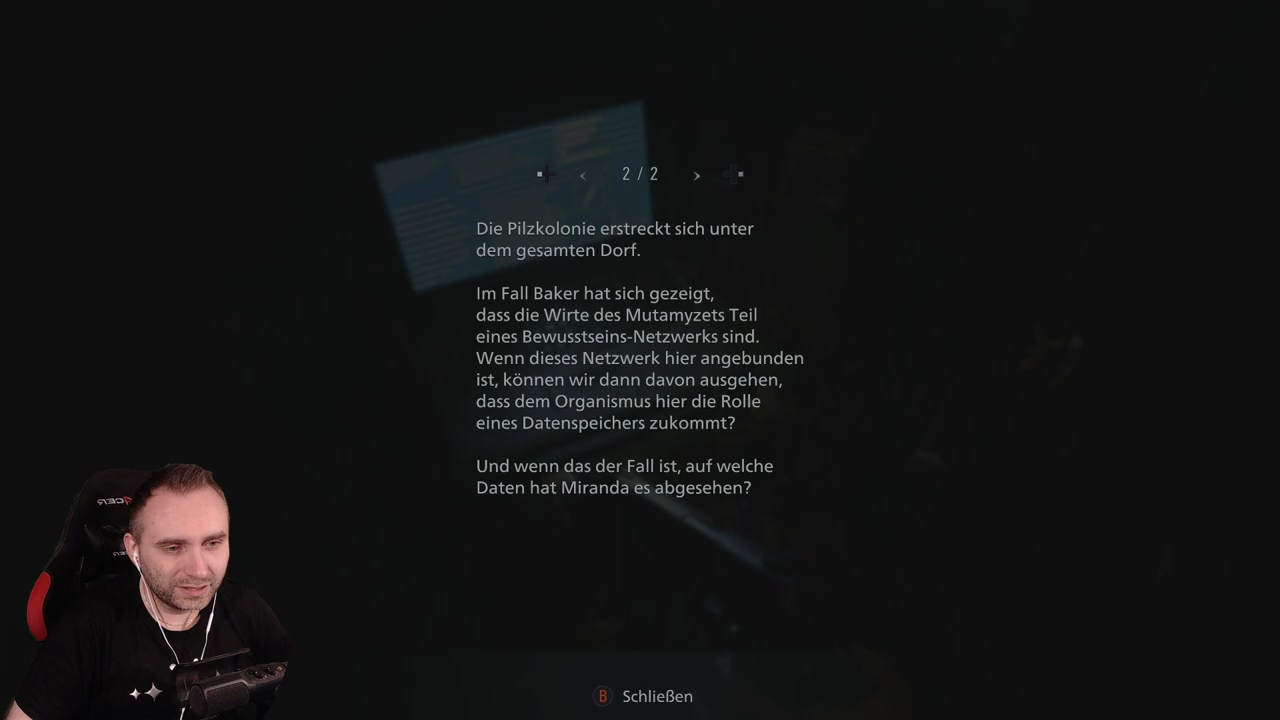 2 / 2
Die Pilzkolonie erstreckt sich unter
dem gesamten Dorf.
Im Fall Baker hat sich gezeigt,
dass die Wirte des Mutamyzets Teil
eines Bewusstseins-Netzwerks sind.
Wenn dieses Netzwerk hier angebunden
ist, können wir dann davon ausgehen,
dass dem Organismus hier die Rolle
eines Datenspeichers zukommt?
Und wenn das der Fall ist, auf welche
Daten hat Miranda es abgesehen?
B Schließen